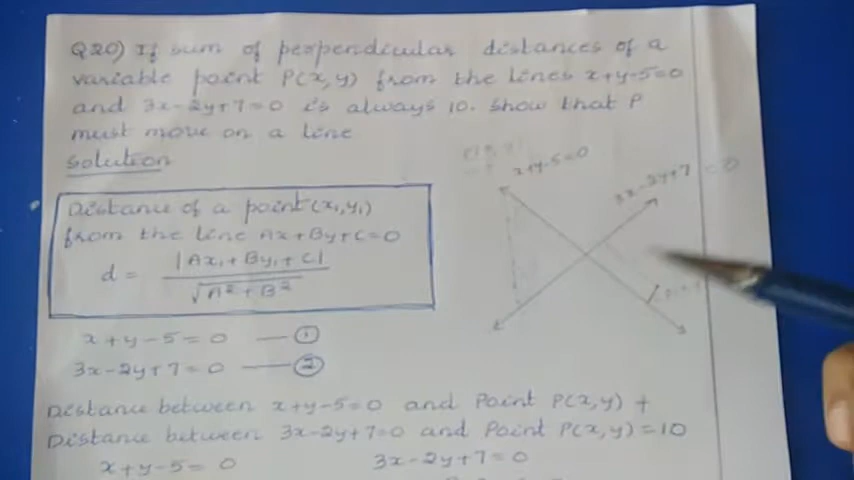 Q20) If sum of perpendicular distances of a
variable point P(x,y) from the lines x+y-5=0
and 3x-2y+7=0 is always 10. Show that P
must move on a line
Solution
x+y-5=0
3x-2y+7=0
Distance of a point(x₁,y₁)
from the line Ax+By+C=0
d = |Ax₁+By₁+C| / √A²+B²
x+y-5=0 —— ①
3x-2y+7=0 —— ②
Distance between x+y-5=0 and Point P(x,y) +
Distance between 3x-2y+7=0 and Point P(x,y)=10
x+y-5=0 3x-2y+7=0